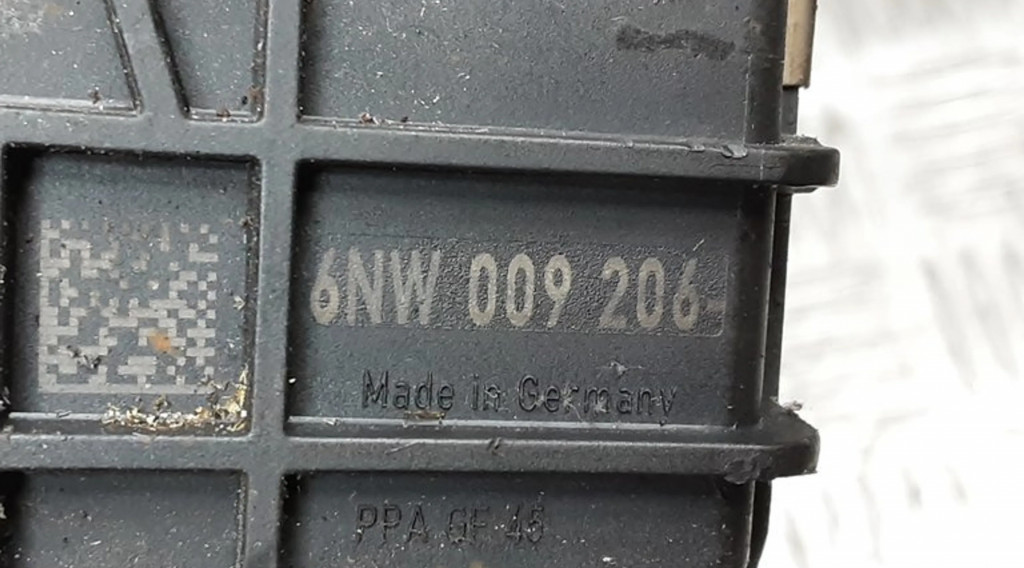 6NW 009 206-
Made in Germany
PPA GF 45